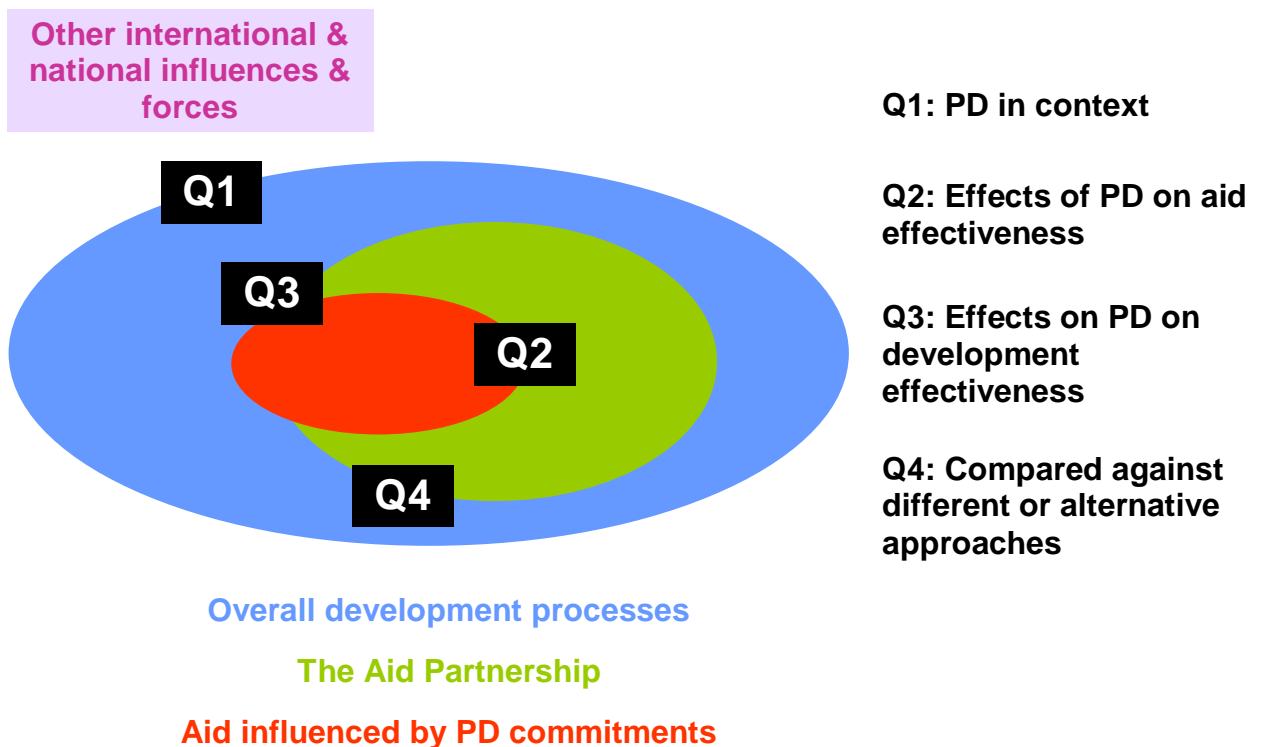 Other international &
national influences &
forces
Q1
Q3
Q2
Q4
Q1: PD in context
Q2: Effects of PD on aid
effectiveness
Q3: Effects on PD on
development
effectiveness
Q4: Compared against
different or alternative
approaches
Overall development processes
The Aid Partnership
Aid influenced by PD commitments